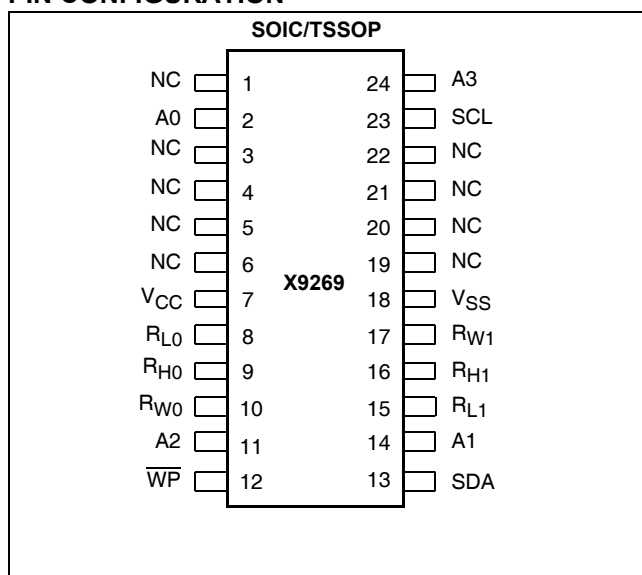 PIN CONFIGURATION
SOIC/TSSOP
NC 1 24 A3
A0 2 23 SCL
NC 3 22 NC
NC 4 21 NC
NC 5 20 NC
NC 6 19 NC
X9269
VCC 7 18 VSS
RL0 8 17 RW1
RH0 9 16 RH1
RW0 10 15 RL1
A2 11 14 A1
W̅P̅ 12 13 SDA